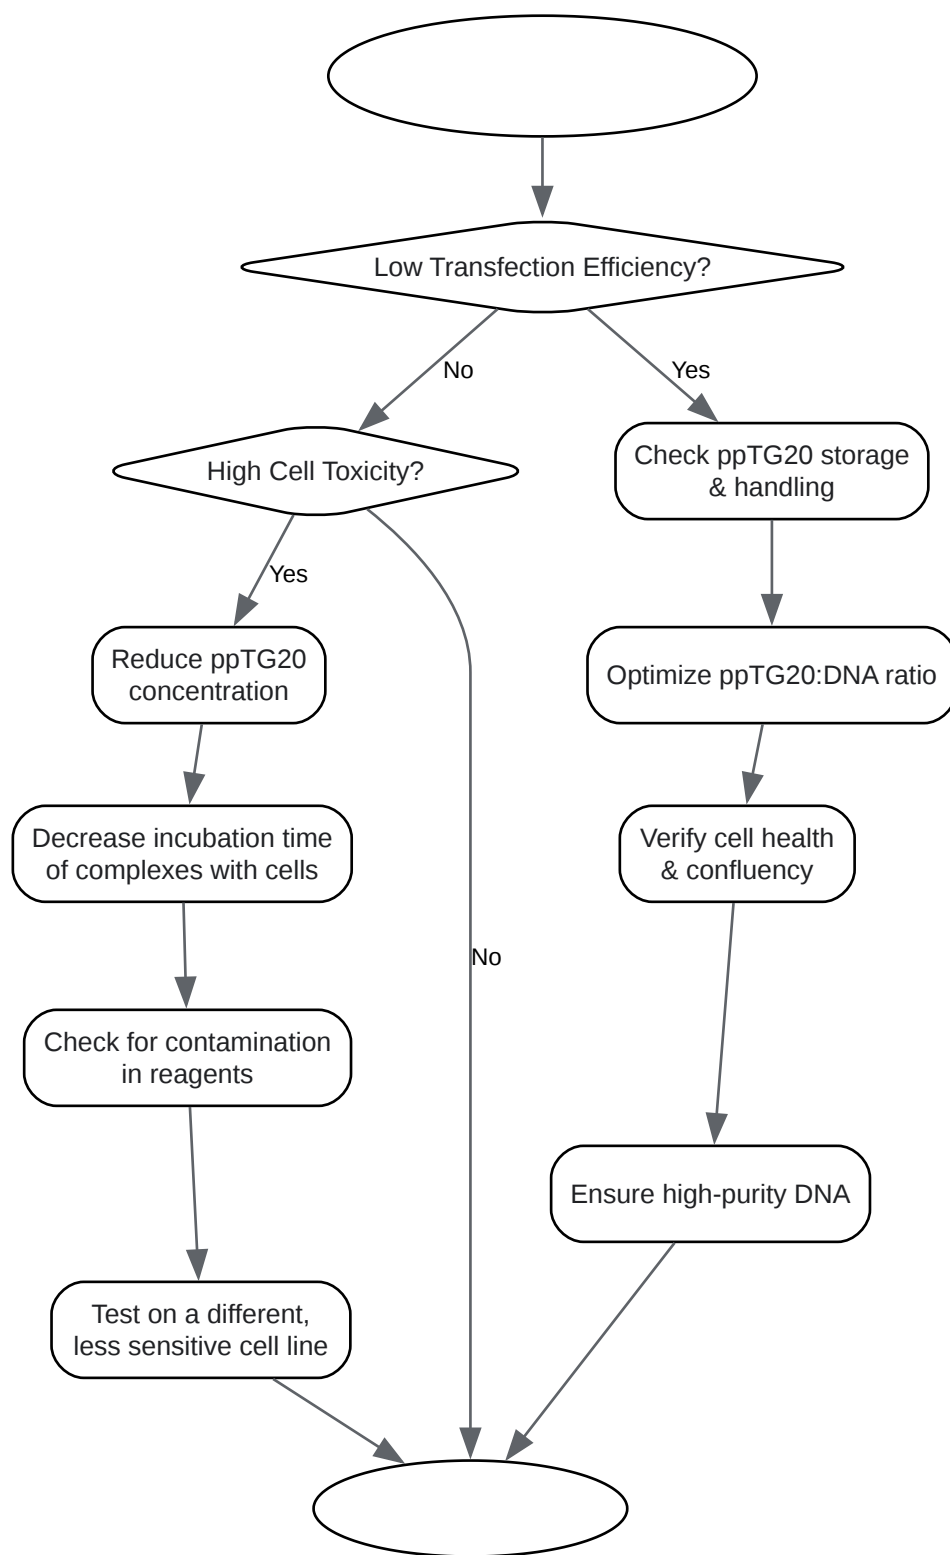 Low Transfection Efficiency?
No
Yes
High Cell Toxicity?
Check ppTG20 storage
& handling
Yes
Reduce ppTG20
concentration
Optimize ppTG20:DNA ratio
Decrease incubation time
of complexes with cells
Verify cell health
& confluency
No
Check for contamination
in reagents
Ensure high-purity DNA
Test on a different,
less sensitive cell line